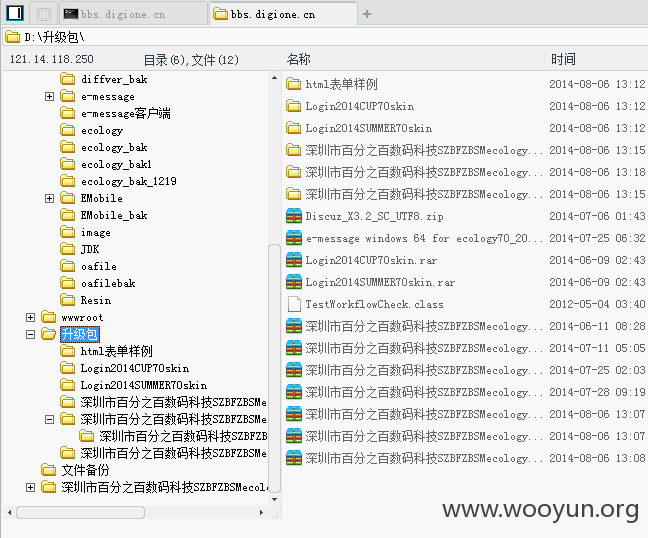 bbs.digione.cn
bbs.digione.cn
D:\升级包\
121.14.118.250
目录(6),文件(12)
名称
时间
diffver_bak
e-message
e-message客户端
ecology
ecology_bak
ecology_bak1
ecology_bak_1219
EMobile
EMobile_bak
image
JDK
oafile
oafilebak
Resin
wwwroot
升级包
html表单样例
Login2014CUP70skin
Login2014SUMMER70skin
深圳市百分之百数码科技SZBFZBSMe
深圳市百分之百数码科技SZBFZBSMe
深圳市百分之百数码科技SZBFZB
深圳市百分之百数码科技SZBFZBSMe
文件备份
深圳市百分之百数码科技SZBFZBSMecolo
html表单样例 2014-08-06 13:12
Login2014CUP70skin 2014-08-06 13:12
Login2014SUMMER70skin 2014-08-06 13:12
深圳市百分之百数码科技SZBFZBSMecology... 2014-08-06 13:15
深圳市百分之百数码科技SZBFZBSMecology... 2014-08-06 13:18
深圳市百分之百数码科技SZBFZBSMecology... 2014-08-06 13:15
Discuz_X3.2_SC_UTF8.zip 2014-07-06 01:43
e-message windows 64 for ecology70_20... 2014-07-25 06:32
Login2014CUP70skin.rar 2014-06-09 02:43
Login2014SUMMER70skin.rar 2014-06-09 02:43
TestWorkflowCheck.class 2012-05-04 03:40
深圳市百分之百数码科技SZBFZBSMecology... 2014-06-11 08:28
深圳市百分之百数码科技SZBFZBSMecology... 2014-07-11 05:05
深圳市百分之百数码科技SZBFZBSMecology... 2014-07-25 02:03
深圳市百分之百数码科技SZBFZBSMecology... 2014-07-28 09:19
深圳市百分之百数码科技SZBFZBSMecology... 2014-08-06 13:07
深圳市百分之百数码科技SZBFZBSMecology... 2014-08-06 13:07
深圳市百分之百数码科技SZBFZBSMecology... 2014-08-06 13:08
www.wooyun.org